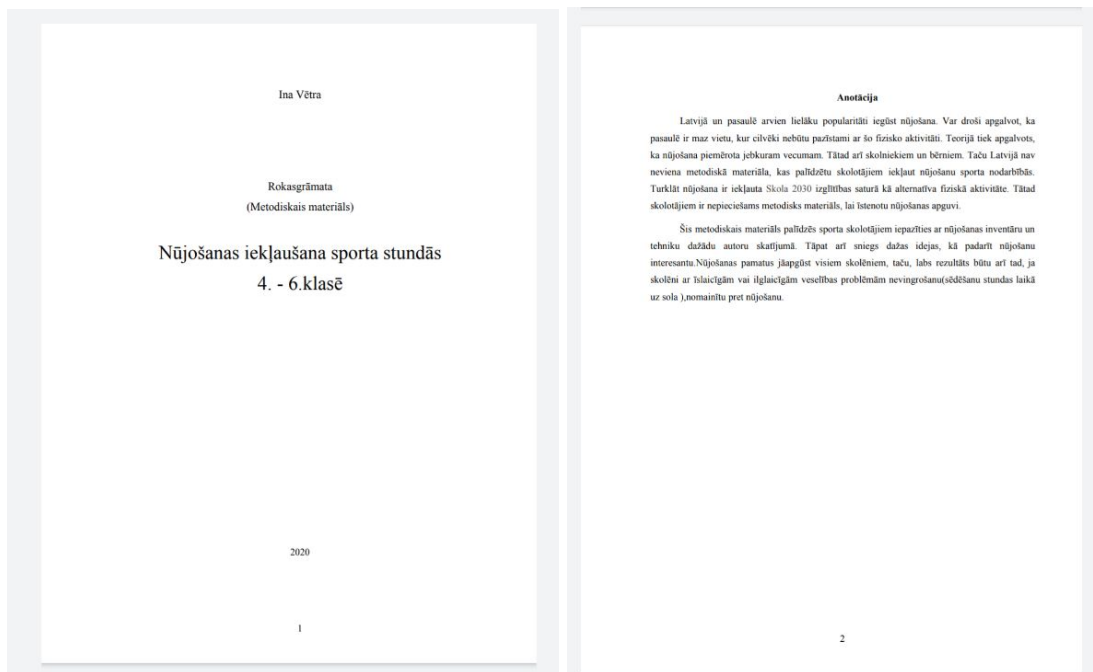 Ina Vētra
Rokasgrāmata
(Metodiskais materiāls)
Nūjošanas iekļaušana sporta stundās
4. - 6.klasē
2020
1
Anotācija
Latvijā un pasaulē arvien lielāku popularitāti iegūst nūjošana. Var droši apgalvot, ka
pasaulē ir maz vietu, kur cilvēki nebūtu pazīstami ar šo fizisko aktivitāti. Teorijā tiek apgalvots,
ka nūjošana piemērota jebkuram vecumam. Tātad arī skolniekiem un bērniem. Taču Latvijā nav
neviena metodiskā materiāla, kas palīdzētu skolotājiem iekļaut nūjošanu sporta nodarbībās.
Turklāt nūjošana ir iekļauta Skola 2030 izglītības saturā kā alternatīva fiziskā aktivitāte. Tātad
skolotājiem ir nepieciešams metodisks materiāls, lai īstenotu nūjošanas apguvi.
Šis metodiskais materiāls palīdzēs sporta skolotājiem iepazīties ar nūjošanas inventāru un
tehniku dažādu autoru skatījumā. Tāpat arī sniegs dažas idejas, kā padarīt nūjošanu
interesantu.Nūjošanas pamatus jāapgūst visiem skolēniem, taču, labs rezultāts būtu arī tad, ja
skolēni ar īslaicīgām vai ilglaicīgām veselības problēmām nevingrošanu(sēdēšanu stundas laikā
uz sola ),nomainītu pret nūjošanu.
2